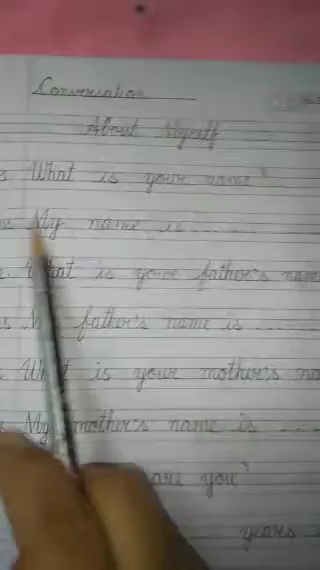 Conversation
About Myself
What is your name?
My name is ......
What is your father's name
My father's name is ......
What is your mother's
My mother's name is ......
are you?
years